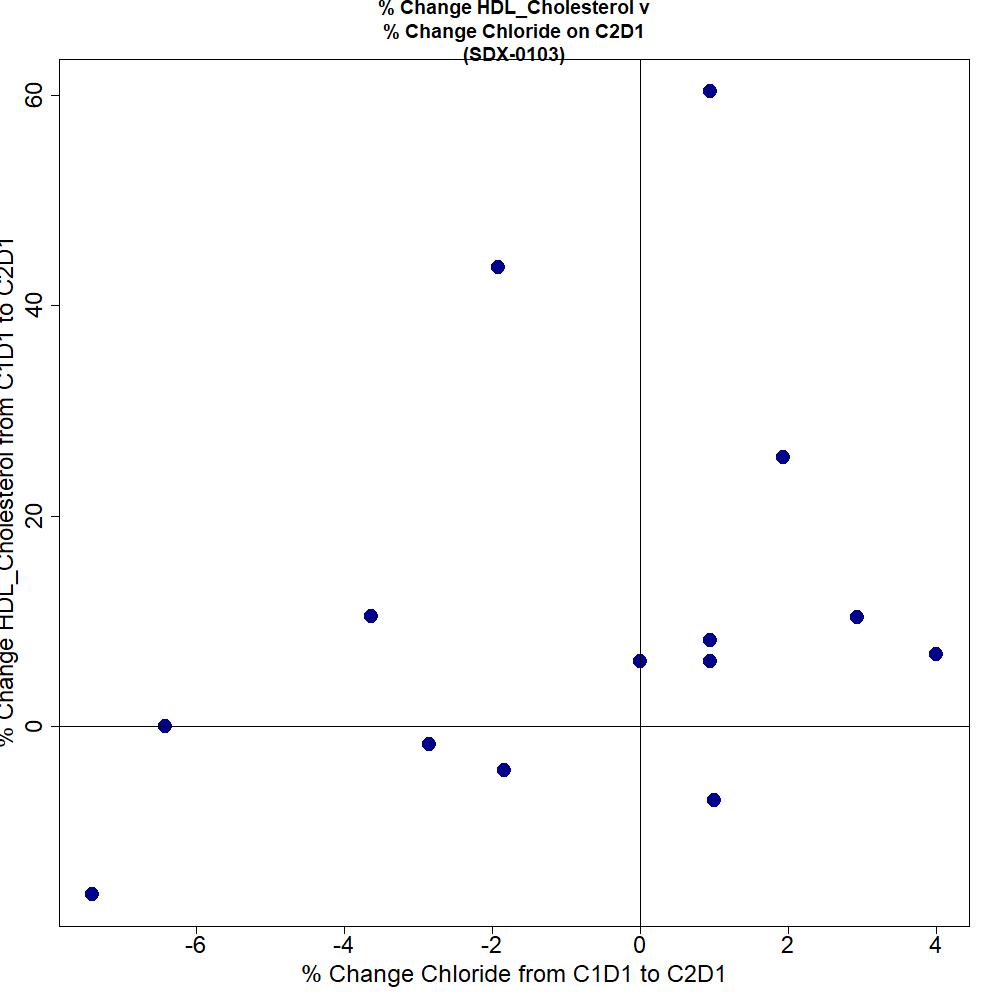 % Change HDL_Cholesterol v
% Change Chloride on C2D1
(SDX-0103)
% Change HDL_Cholesterol from C1D1 to C2D1
60
40
20
0
-6
-4
-2
0
2
4
% Change Chloride from C1D1 to C2D1